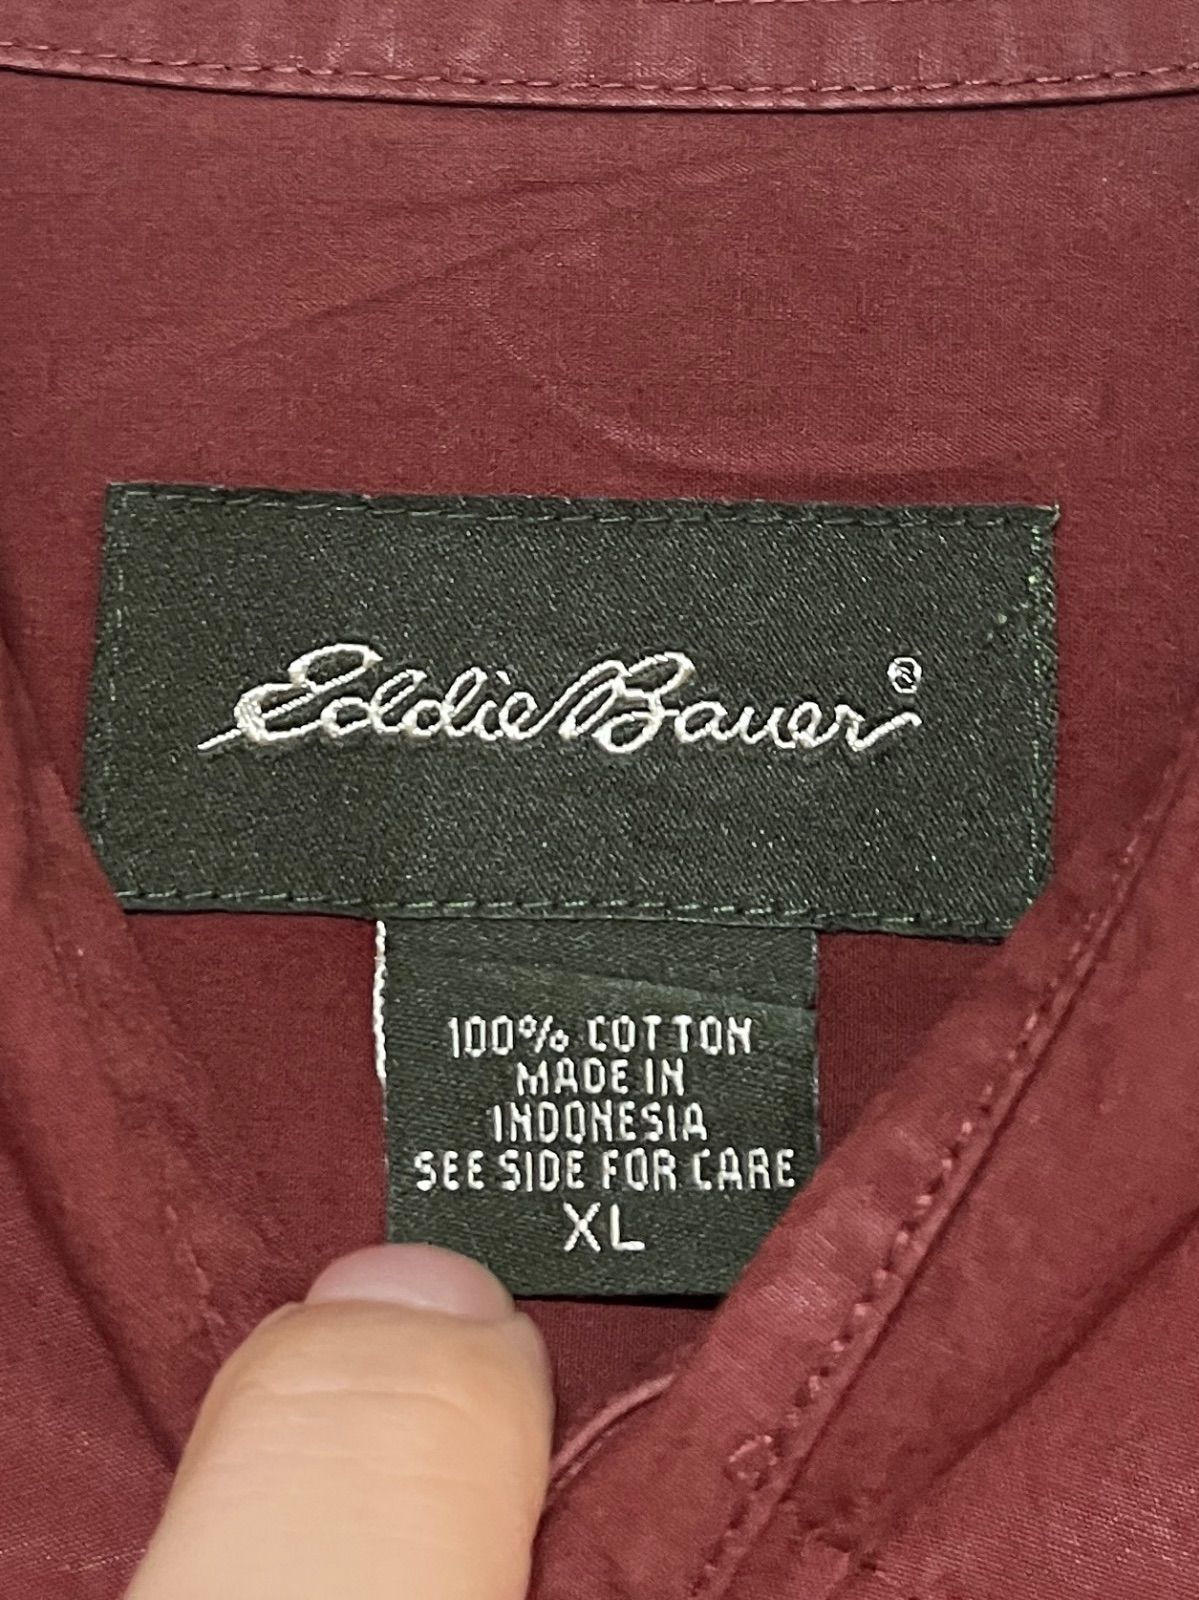 Eddie Bauer®
100% COTTON
MADE IN
INDONESIA
SEE SIDE FOR CARE
XL